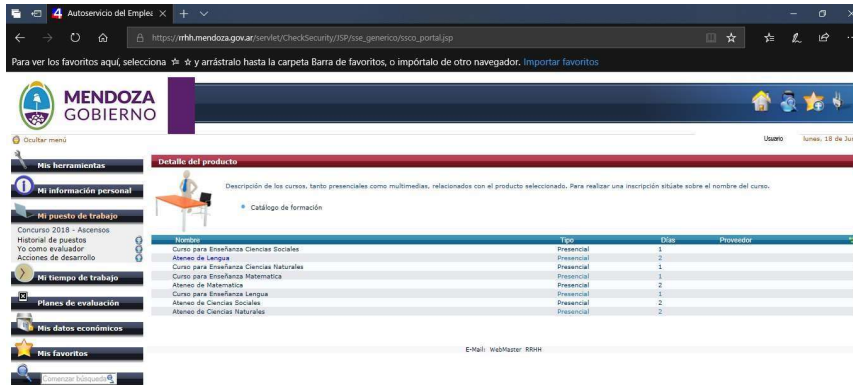 Autoservicio del Emplea
https://rrhh.mendoza.gov.ar/servlet/CheckSecurity/JSP/sse_generico/ssco_portal.jsp
Para ver los favoritos aquí, selecciona y arrástralo hasta la carpeta Barra de favoritos, o impórtalo de otro navegador. Importar favoritos
MENDOZA
GOBIERNO
Ocultar menú
Usuario lunes, 18 de Ju
Mis herramientas
Mi información personal
Mi puesto de trabajo
Concurso 2018 - Ascensos
Historial de puestos
Yo como evaluador
Acciones de desarrollo
Mi tiempo de trabajo
Planes de evaluación
Mis datos económicos
Mis favoritos
Comenzar búsqueda
Detalle del producto
Descripción de los cursos, tanto presenciales como multimedias, relacionados con el producto seleccionado. Para realizar una inscripción sitúate sobre el nombre del curso.
Catálogo de formación
Nombre Tipo Días Proveedor
Curso para Enseñanza Ciencias Sociales Presencial 1
Ateneo de Lengua Presencial 2
Curso para Enseñanza Ciencias Naturales Presencial 1
Curso para Enseñanza Matematica Presencial 1
Ateneo de Matematica Presencial 2
Curso para Enseñanza Lengua Presencial 1
Ateneo de Ciencias Sociales Presencial 2
Ateneo de Ciencias Naturales Presencial 2
E-Mail: WebMaster RRHH